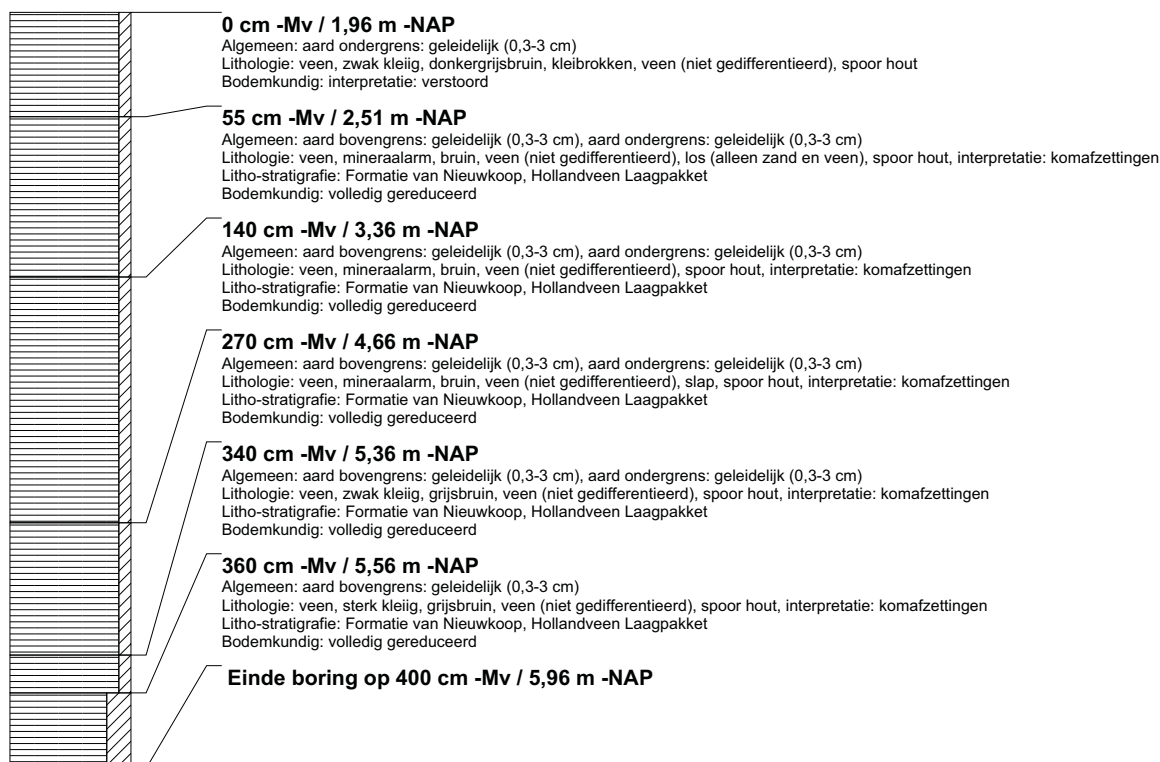 0 cm -Mv / 1,96 m -NAP
Algemeen: aard ondergrens: geleidelijk (0,3-3 cm)
Lithologie: veen, zwak kleiig, donkergrijsbruin, kleibrokken, veen (niet gedifferentieerd), spoor hout
Bodemkundig: interpretatie: verstoord
55 cm -Mv / 2,51 m -NAP
Algemeen: aard bovengrens: geleidelijk (0,3-3 cm), aard ondergrens: geleidelijk (0,3-3 cm)
Lithologie: veen, mineraalarm, bruin, veen (niet gedifferentieerd), los (alleen zand en veen), spoor hout, interpretatie: komafzettingen
Litho-stratigrafie: Formatie van Nieuwkoop, Hollandveen Laagpakket
Bodemkundig: volledig gereduceerd
140 cm -Mv / 3,36 m -NAP
Algemeen: aard bovengrens: geleidelijk (0,3-3 cm), aard ondergrens: geleidelijk (0,3-3 cm)
Lithologie: veen, mineraalarm, bruin, veen (niet gedifferentieerd), spoor hout, interpretatie: komafzettingen
Litho-stratigrafie: Formatie van Nieuwkoop, Hollandveen Laagpakket
Bodemkundig: volledig gereduceerd
270 cm -Mv / 4,66 m -NAP
Algemeen: aard bovengrens: geleidelijk (0,3-3 cm), aard ondergrens: geleidelijk (0,3-3 cm)
Lithologie: veen, mineraalarm, bruin, veen (niet gedifferentieerd), slap, spoor hout, interpretatie: komafzettingen
Litho-stratigrafie: Formatie van Nieuwkoop, Hollandveen Laagpakket
Bodemkundig: volledig gereduceerd
340 cm -Mv / 5,36 m -NAP
Algemeen: aard bovengrens: geleidelijk (0,3-3 cm), aard ondergrens: geleidelijk (0,3-3 cm)
Lithologie: veen, zwak kleiig, grijsbruin, veen (niet gedifferentieerd), spoor hout, interpretatie: komafzettingen
Litho-stratigrafie: Formatie van Nieuwkoop, Hollandveen Laagpakket
Bodemkundig: volledig gereduceerd
360 cm -Mv / 5,56 m -NAP
Algemeen: aard bovengrens: geleidelijk (0,3-3 cm)
Lithologie: veen, sterk kleiig, grijsbruin, veen (niet gedifferentieerd), spoor hout, interpretatie: komafzettingen
Litho-stratigrafie: Formatie van Nieuwkoop, Hollandveen Laagpakket
Bodemkundig: volledig gereduceerd
Einde boring op 400 cm -Mv / 5,96 m -NAP